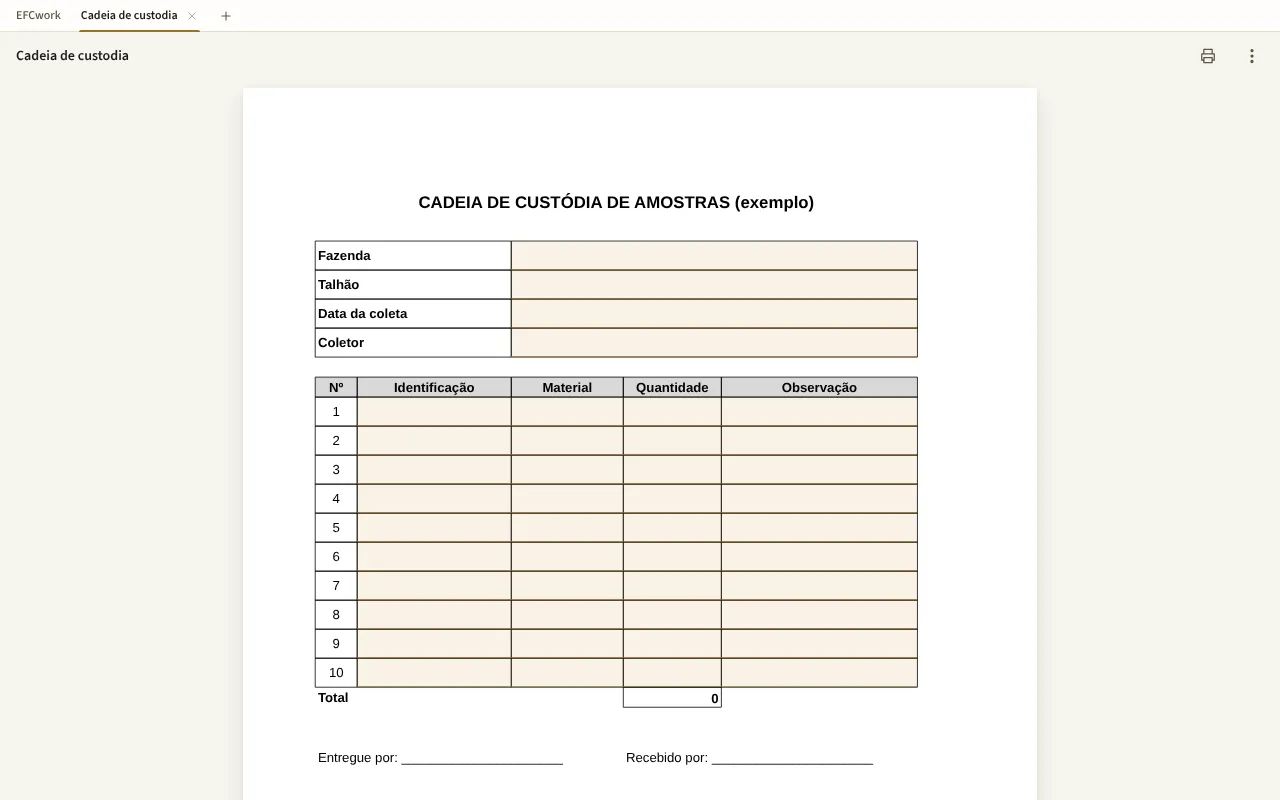 EFCwork
Cadeia de custodia
Cadeia de custodia
CADEIA DE CUSTÓDIA DE AMOSTRAS (exemplo)
Fazenda
Talhão
Data da coleta
Coletor
Nº Identificação Material Quantidade Observação
1
2
3
4
5
6
7
8
9
10
Total 0
Entregue por: ______________________ Recebido por: ______________________